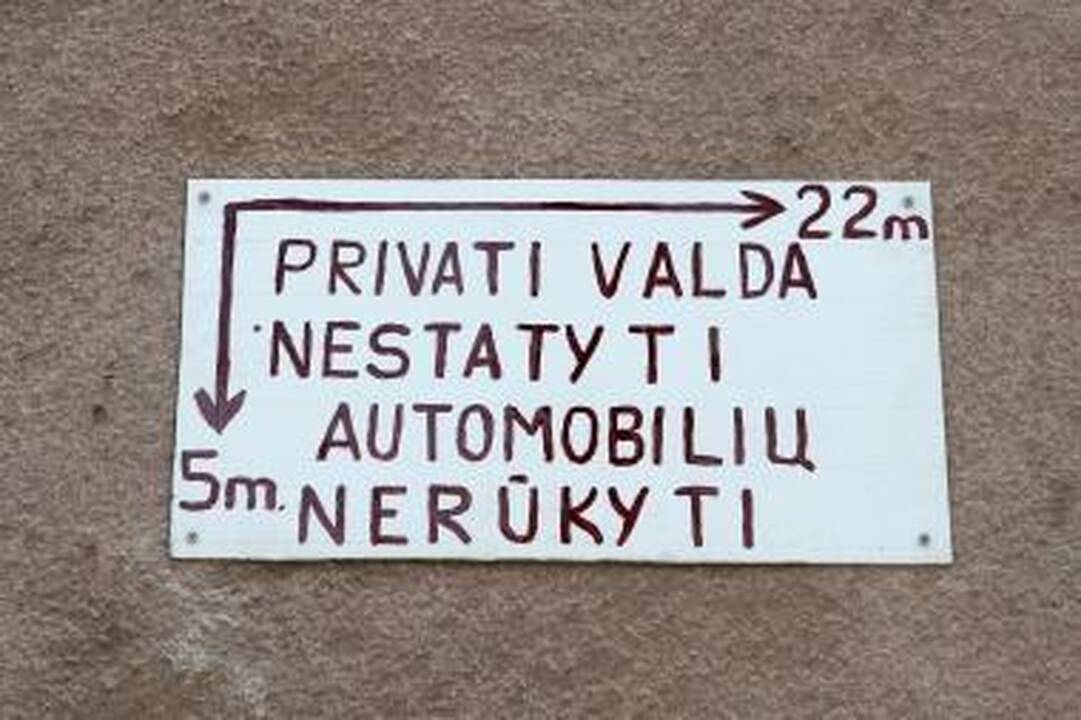 22m
PRIVATI VALDA
NESTATYTI
AUTOMOBILIŲ
5m.
NERŪKYTI